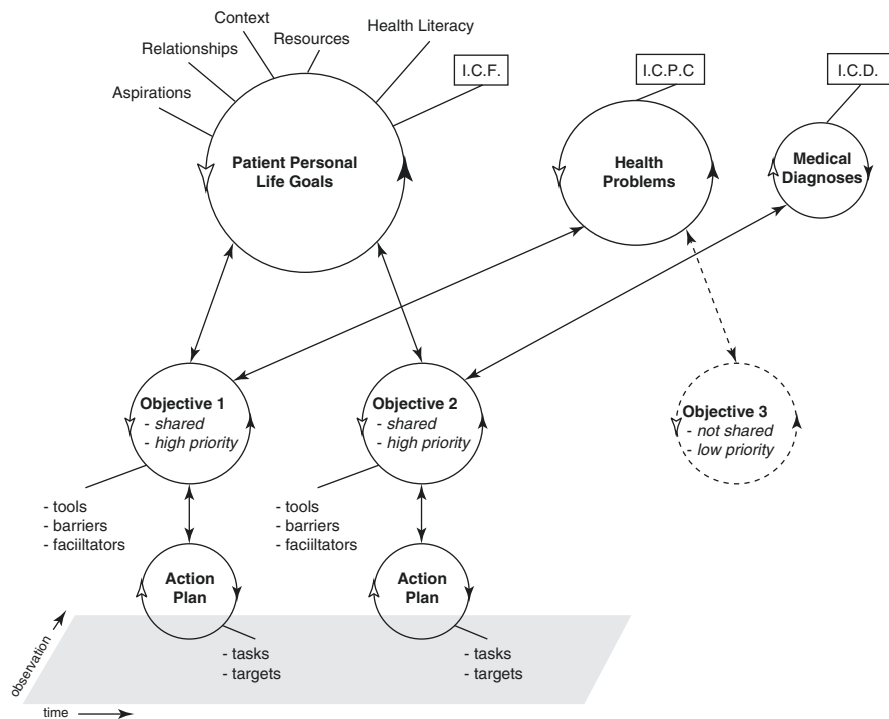 Context
Resources
Health Literacy
Relationships
Aspirations
I.C.F.
I.C.P.C
I.C.D.
Patient Personal
Life Goals
Health
Problems
Medical
Diagnoses
Objective 1
- shared
- high priority
Objective 2
- shared
- high priority
Objective 3
- not shared
- low priority
- tools
- barriers
- faciiltators
- tools
- barriers
- faciiltators
Action
Plan
Action
Plan
- tasks
- targets
- tasks
- targets
observation
time